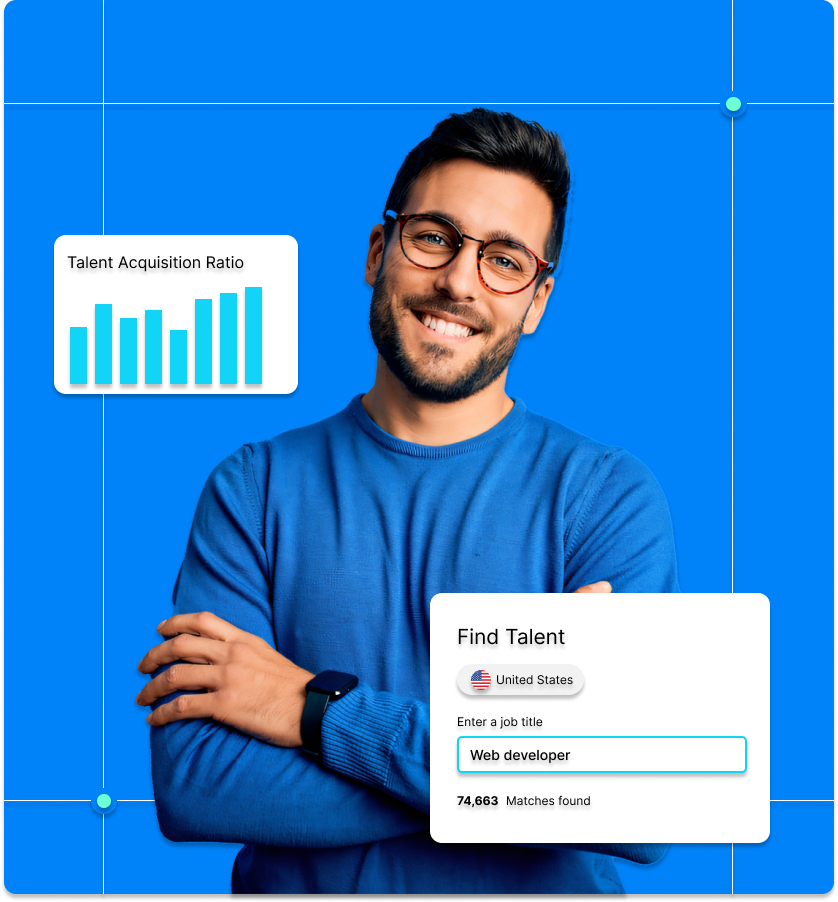 Talent Acquisition Ratio
Find Talent
United States
Enter a job title
Web developer
74,663 Matches found